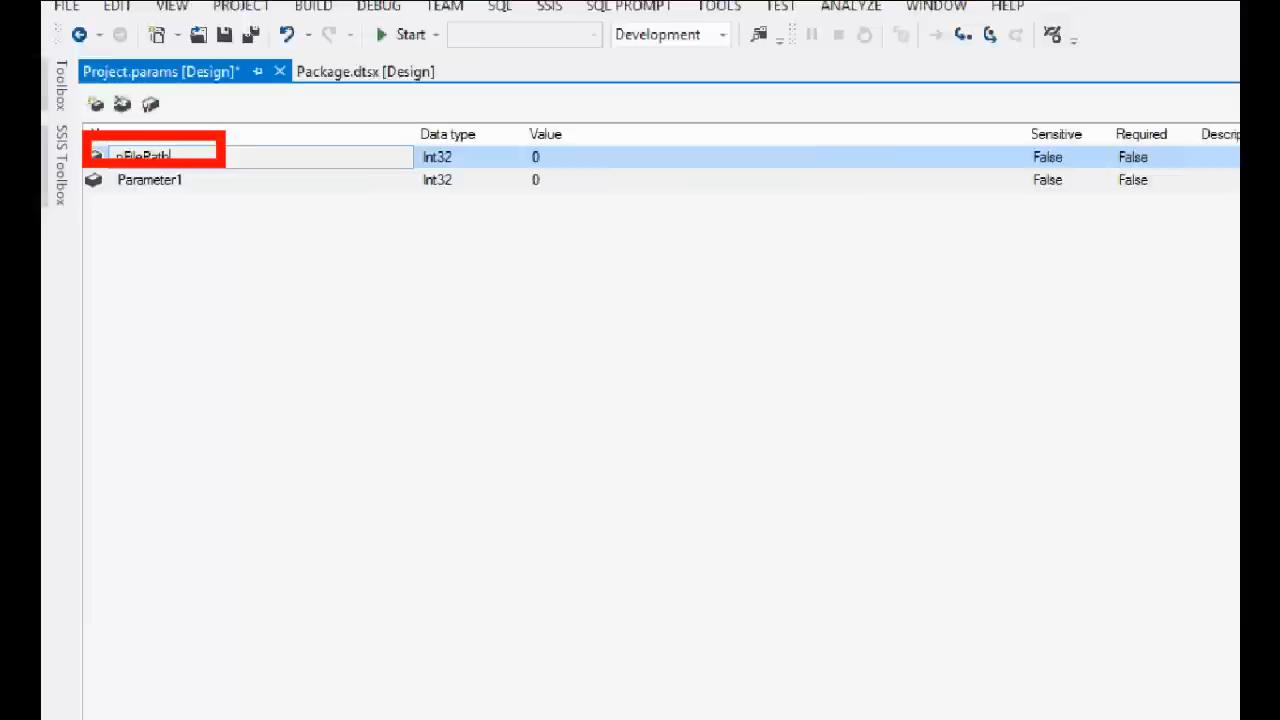 FILE EDIT VIEW PROJECT BUILD DEBUG TEAM SQL SSIS SQL PROMPT TOOLS TEST ANALYZE WINDOW HELP
Start Development
Project.params [Design]* Package.dtsx [Design]
Toolbox
SSIS Toolbox
Data type Value Sensitive Required
pFilePath Int32 0 False False
Parameter1 Int32 0 False False